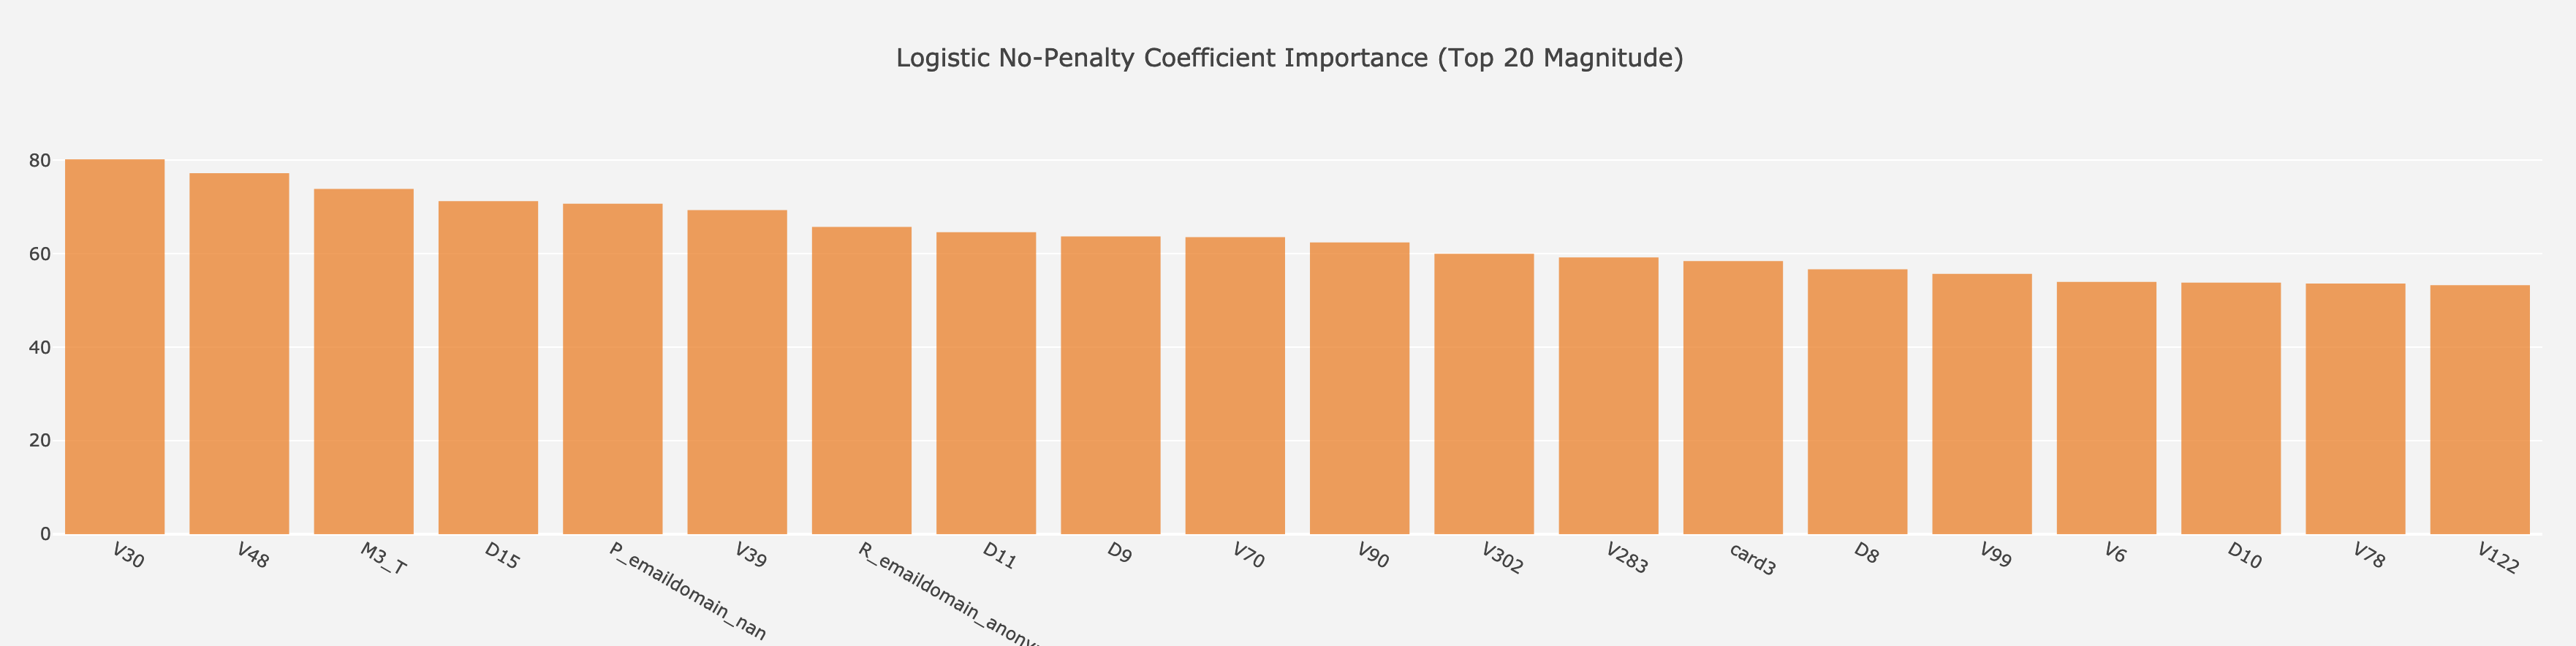 Logistic No-Penalty Coefficient Importance (Top 20 Magnitude)
80
60
40
20
0
V30
V48
M3_T
D15
P_emaildomain_nan
V39
R_emaildomain_anony
D11
D9
V70
V90
V302
V283
card3
D8
V99
V6
D10
V78
V122